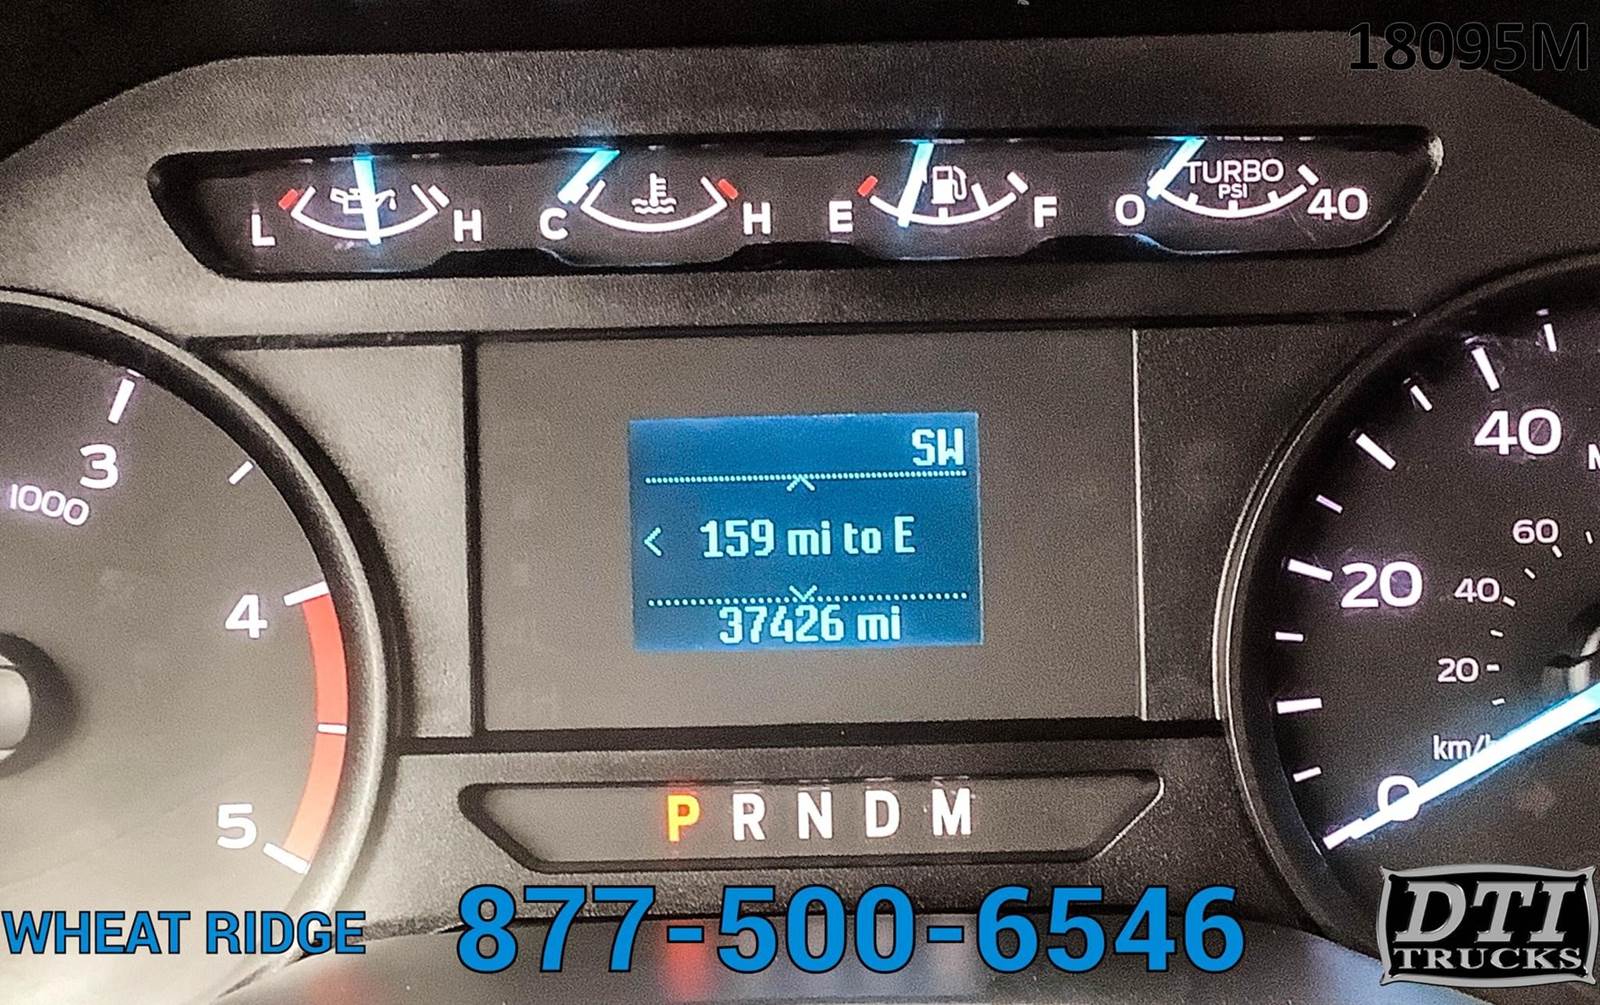 18095M
L H C H E F 0 TURBO PSI 40
SW
< 159 mi to E
37426 mi
3
1000
4
5
40
60
20
40
20
km/h
0
P R N D M
WHEAT RIDGE 877-500-6546
DTI
TRUCKS